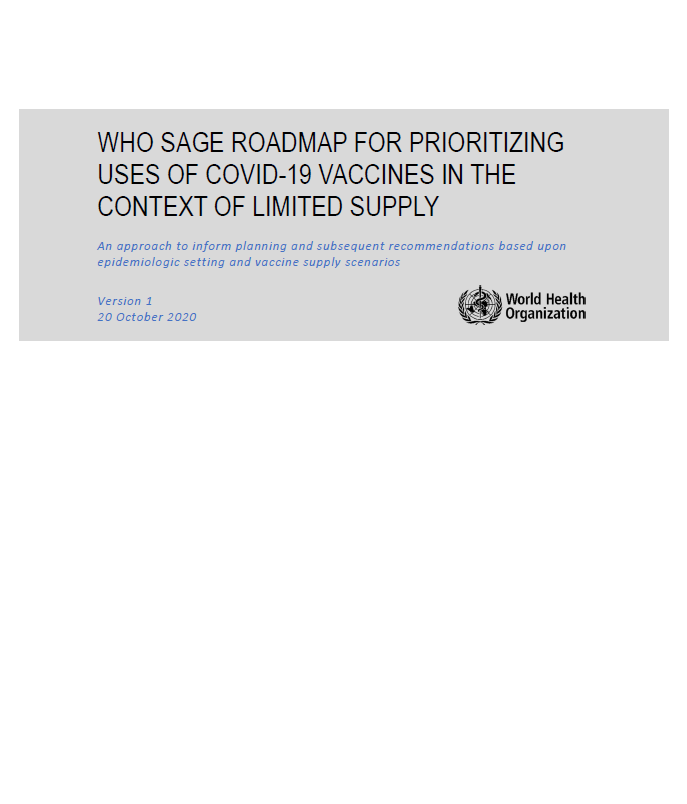 WHO SAGE ROADMAP FOR PRIORITIZING
USES OF COVID-19 VACCINES IN THE
CONTEXT OF LIMITED SUPPLY
An approach to inform planning and subsequent recommendations based upon
epidemiologic setting and vaccine supply scenarios
Version 1
20 October 2020
World Health
Organization